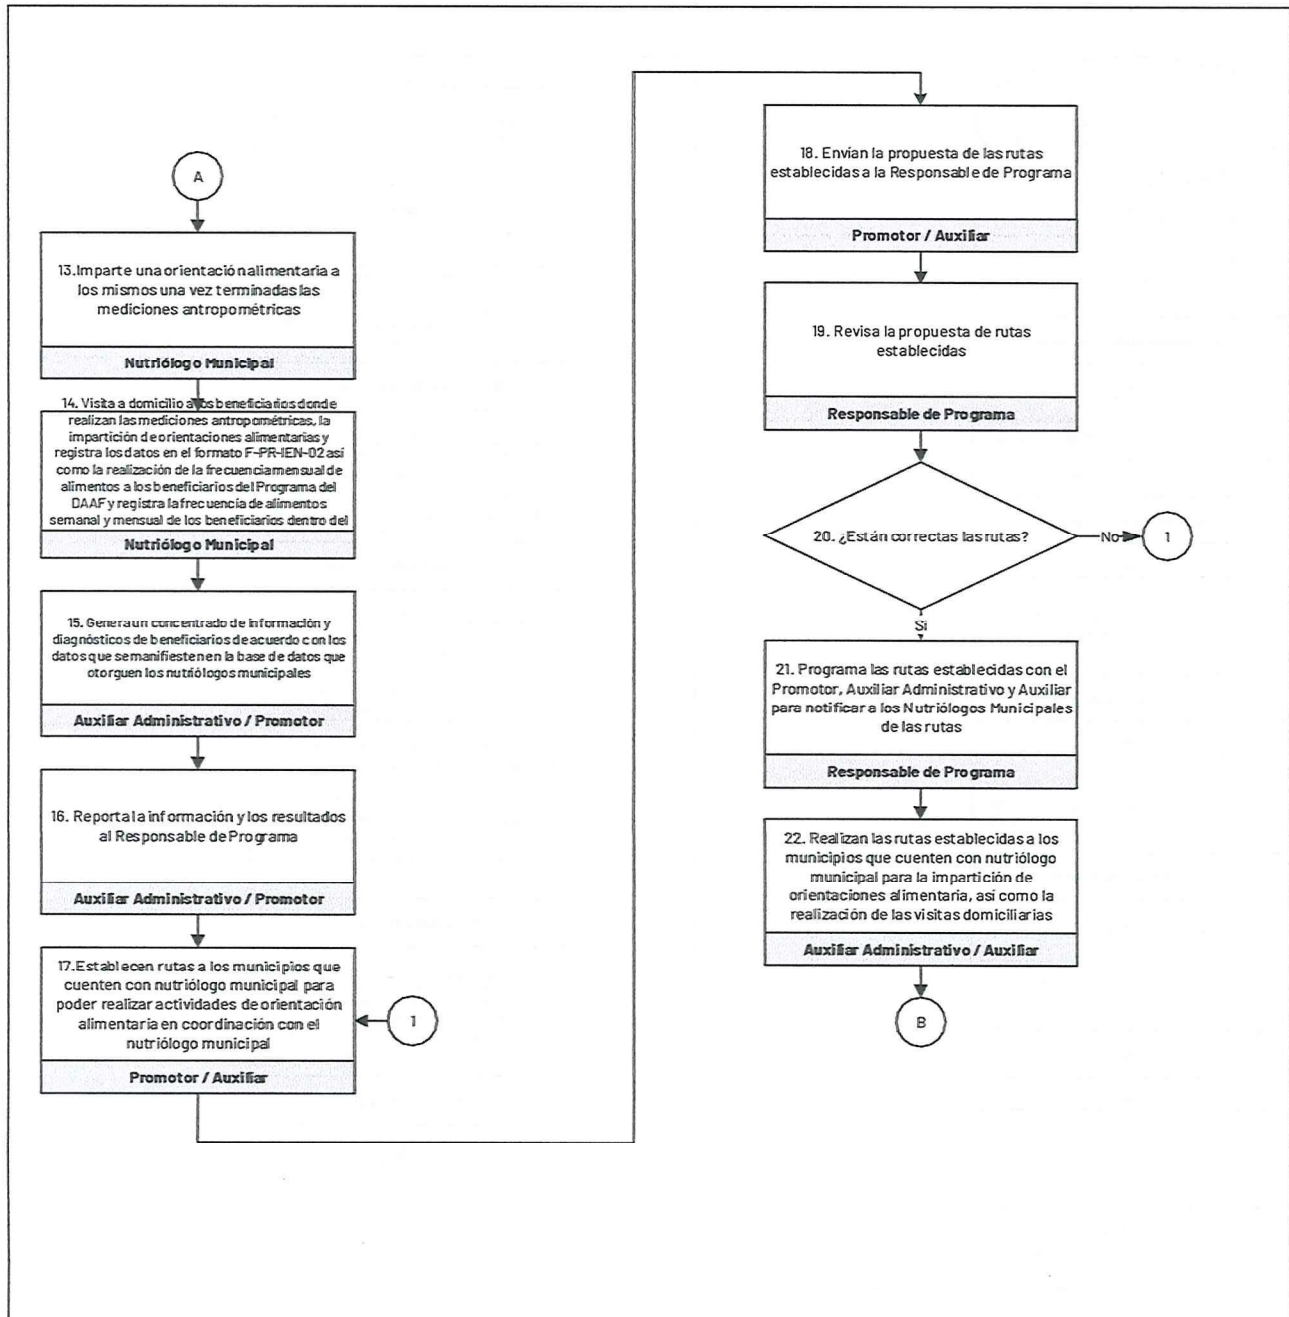 A
13.Imparte una orientación alimentaria a
los mismos una vez terminadas las
mediciones antropométricas
Nutriólogo Municipal
14. Visita a domicilio a los beneficiarios donde
realizan las mediciones antropométricas, la
impartición de orientaciones alimentarias y
registra los datos en el formato F-PR-IEN-02 así
como la realización de la frecuencia mensual de
alimentos a los beneficiarios del Programa del
DAAF y registra la frecuencia de alimentos
semanal y mensual de los beneficiarios dentro del
Nutriólogo Municipal
15. Genera un concentrado de información y
diagnósticos de beneficiarios de acuerdo con los
datos que se manifiesten en la base de datos que
otorguen los nutriólogos municipales
Auxiliar Administrativo / Promotor
16. Reporta la información y los resultados
al Responsable de Programa
Auxiliar Administrativo / Promotor
17.Establecen rutas a los municipios que
cuenten con nutriólogo municipal para
poder realizar actividades de orientación
alimentaria en coordinación con el
nutriólogo municipal
Promotor / Auxiliar
1
18. Envían la propuesta de las rutas
establecidas a la Responsable de Programa
Promotor / Auxiliar
19. Revisa la propuesta de rutas
establecidas
Responsable de Programa
20. ¿Están correctas las rutas?
No
1
Si
21. Programa las rutas establecidas con el
Promotor, Auxiliar Administrativo y Auxiliar
para notificar a los Nutriólogos Municipales
de las rutas
Responsable de Programa
22. Realizan las rutas establecidas a los
municipios que cuenten con nutriólogo
municipal para la impartición de
orientaciones alimentaria, así como la
realización de las visitas domiciliarias
Auxiliar Administrativo / Auxiliar
B